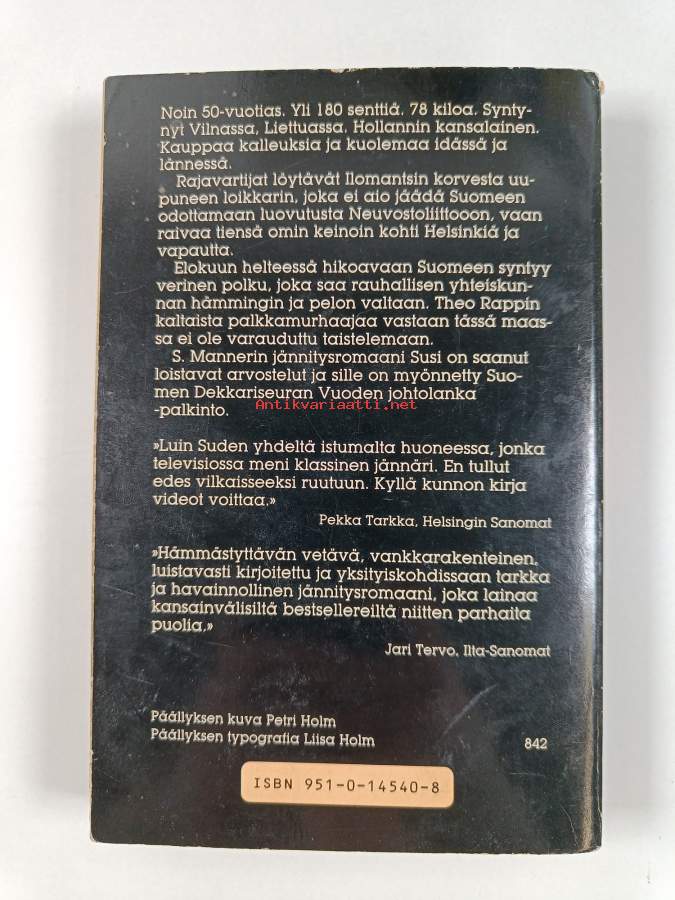 Noin 50-vuotias. Yli 180 senttiä. 78 kiloa. Synty-
nyt Vilnassa, Liettuassa. Hollannin kansalainen.
Kauppaa kalleuksia ja kuolemaa idässä ja
lännessä.
Rajavartijat löytävät Ilomantsin korvesta uu-
puneen loikkarin, joka ei aio jäädä Suomeen
odottamaan luovutusta Neuvostoliittooon, vaan
raivaa tiensä omin keinoin kohti Helsinkiä ja
vapautta.
Elokuun helteessä hikoavaan Suomeen syntyy
verinen polku, joka saa rauhallisen yhteiskun-
nan hämmingin ja pelon valtaan. Theo Rappin
kaltaista palkkamurhaajaa vastaan tässä maas-
sa ei ole varauduttu taistelemaan.
S. Mannerin jännitysromaani Susi on saanut
loistavat arvostelut ja sille on myönnetty Suo-
men Dekkariseuran Vuoden johtolanka
-palkinto.
Antikvariaatti.net
»Luin Suden yhdeltä istumalta huoneessa, jonka
televisiossa meni klassinen jännäri. En tullut
edes vilkaisseeksi ruutuun. Kyllä kunnon kirja
videot voittaa.»
Pekka Tarkka, Helsingin Sanomat
»Hämmästyttävän vetävä, vankkarakenteinen,
luistavasti kirjoitettu ja yksityiskohdissaan tarkka
ja havainnollinen jännitysromaani, joka lainaa
kansainvälisiltä bestsellereiltä niitten parhaita
puolia.»
Jari Tervo, Ilta-Sanomat
Päällyksen kuva Petri Holm
Päällyksen typografia Liisa Holm
842
ISBN 951-0-14540-8